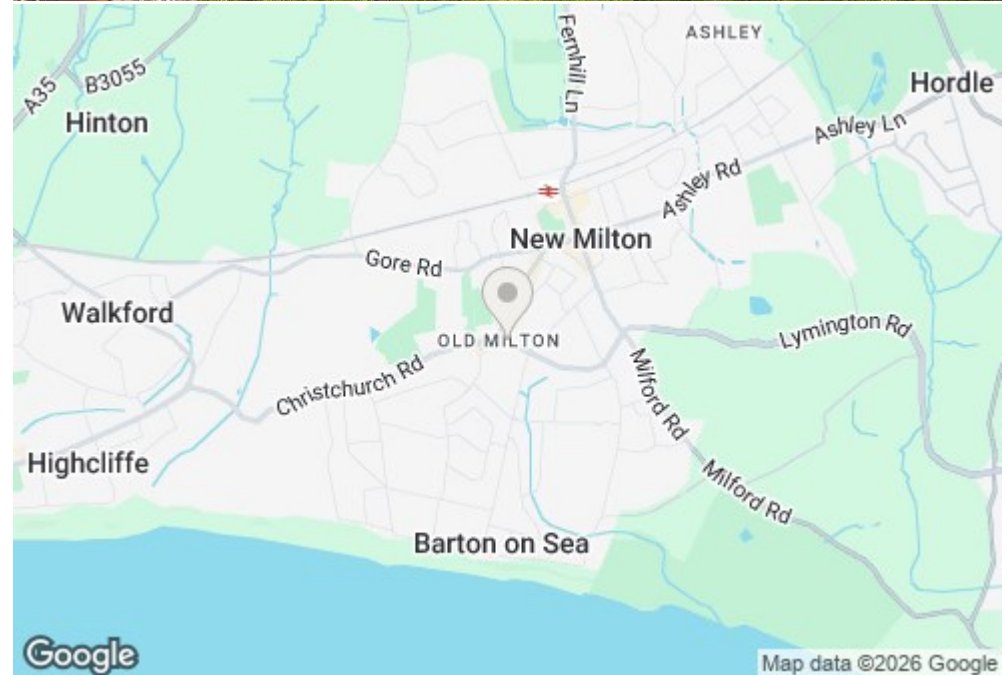 ASHLEY
Fernhill Ln
A35
B3055
Hordle
Hinton
Ashley Ln
Ashley Rd
New Milton
Gore Rd
Walkford
OLD MILTON
Lymington Rd
Christchurch Rd
Milford Rd
Highcliffe
Milford Rd
Barton on Sea
Google
Map data ©2026 Google